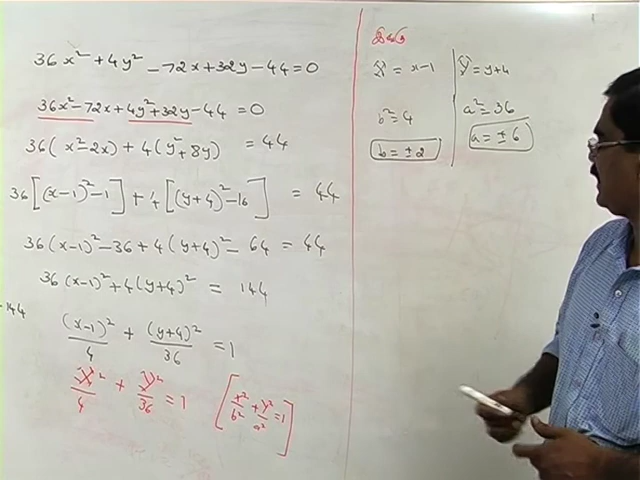 36x² + 4y² - 72x + 32y - 44 = 0
36x² - 72x + 4y² + 32y - 44 = 0
36(x² - 2x) + 4(y² + 8y) = 44
36[(x-1)² - 1] + 4[(y+4)² - 16] = 44
36(x-1)² - 36 + 4(y+4)² - 64 = 44
36(x-1)² + 4(y+4)² = 144
÷ 144
(x-1)²/4 + (y+4)²/36 = 1
X²/4 + Y²/36 = 1 [x²/b² + y²/a² = 1]
X = x-1
b² = 4
b = ±2
Y = y+4
a² = 36
a = ±6